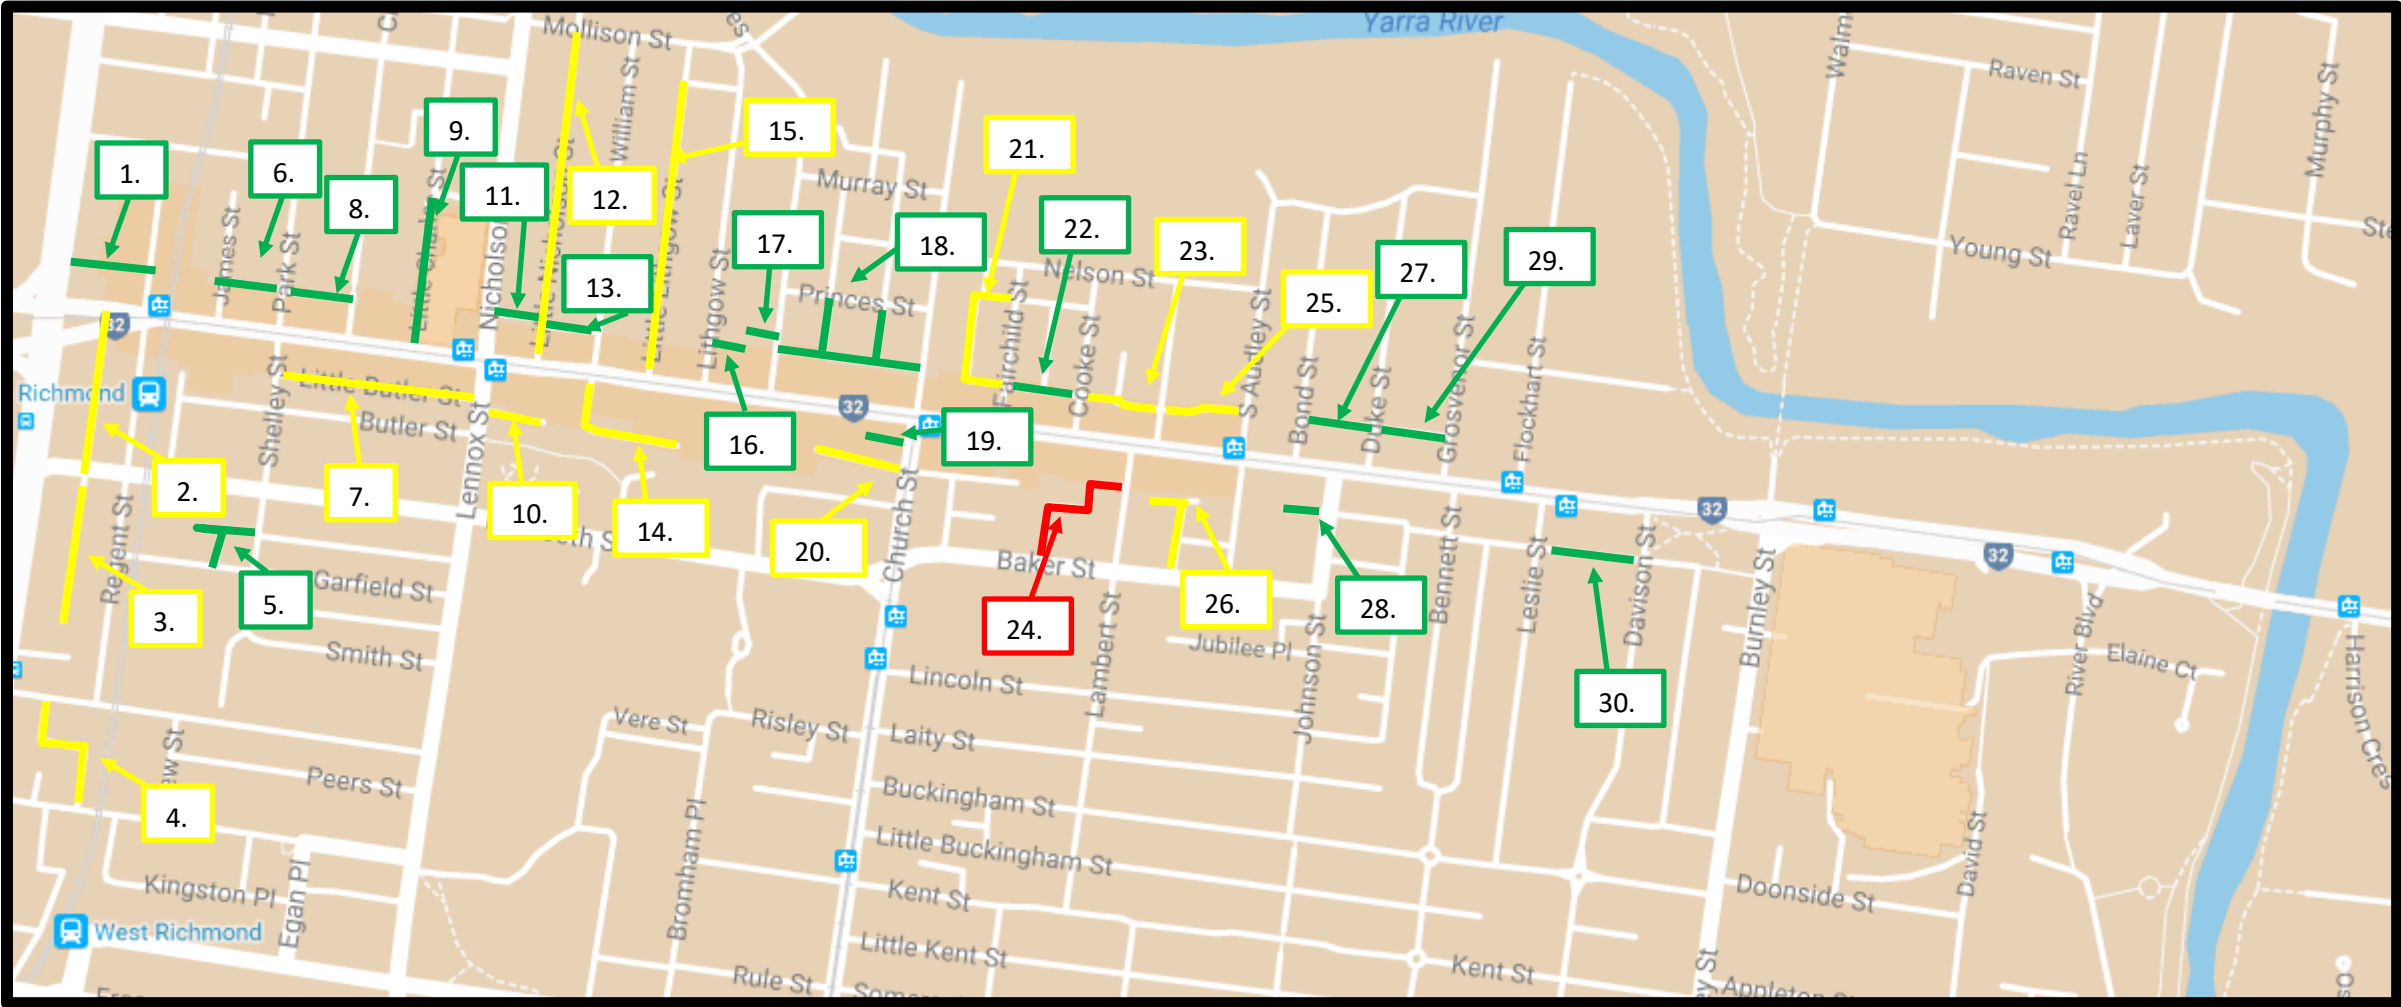 Yarra River
Mollison St
William St
Raven St
Murphy St
Ravel Ln
Laver St
Young St
Murray St
Nelson St
Princes St
James St
Park St
Nicholson
Lithgow St
Fairchild St
Cooke St
S Audley St
Bond St
Duke St
Grosvenor St
Flockhart St
1.
6.
8.
9.
11.
12.
13.
15.
17.
18.
21.
22.
23.
25.
27.
29.
32
Richmond
Shelley St
Little Butler St
Butler St
Lennox St
32
Church St
2.
7.
10.
14.
16.
19.
20.
Regent St
Garfield St
Smith St
Peers St
3.
5.
4.
Kingston Pl
Egan Pl
West Richmond
Vere St
Risley St
Bromham Pl
Rule St
Baker St
Lambert St
Jubilee Pl
Johnson St
Bennett St
Leslie St
Davison St
Burnley St
24.
26.
28.
30.
32
32
Lincoln St
Laity St
Buckingham St
Little Buckingham St
Kent St
Little Kent St
Kent St
River Blvd
Elaine Ct
Harrison Cres
David St
Doonside St